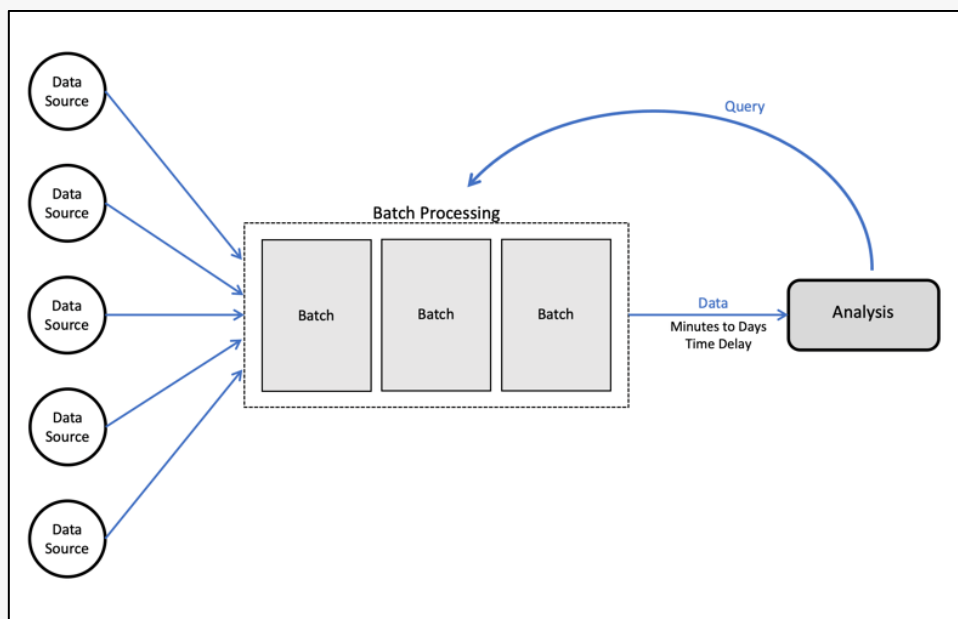 Data
Source
Data
Source
Data
Source
Data
Source
Data
Source
Query
Batch Processing
Batch
Batch
Batch
Data
Minutes to Days
Time Delay
Analysis